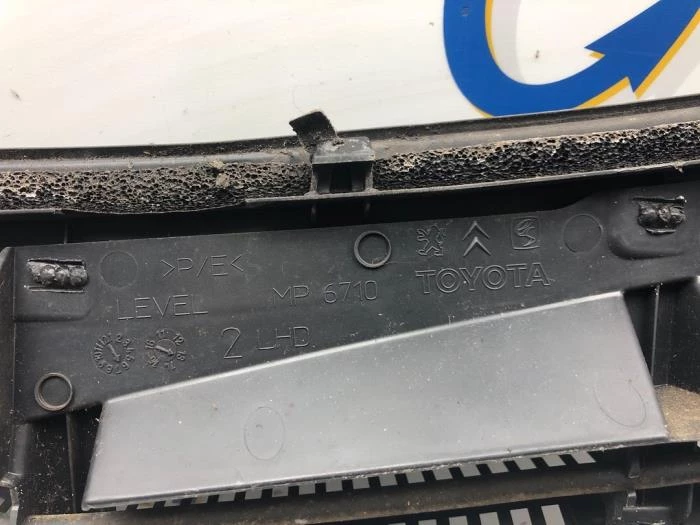 >P/E<
TOYOTA
LEVEL MP 6710
2 LHD.